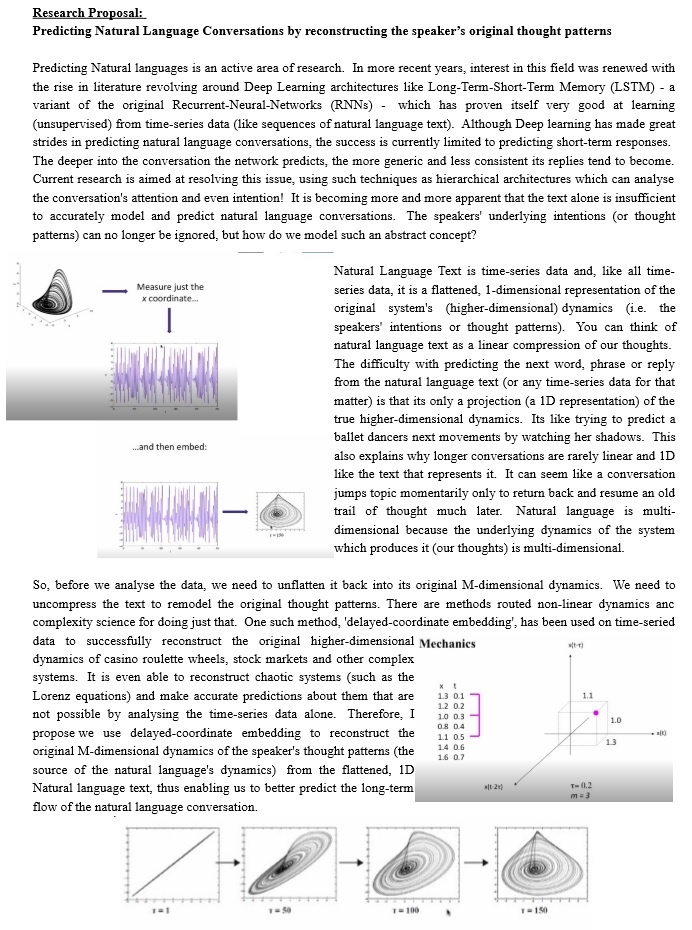 Research Proposal:
Predicting Natural Language Conversations by reconstructing the speaker's original thought patterns
Predicting Natural languages is an active area of research. In more recent years, interest in this field was renewed with
the rise in literature revolving around Deep Learning architectures like Long-Term-Short-Term Memory (LSTM) - a
variant of the original Recurrent-Neural-Networks (RNNs) - which has proven itself very good at learning
(unsupervised) from time-series data (like sequences of natural language text). Although Deep learning has made great
strides in predicting natural language conversations, the success is currently limited to predicting short-term responses.
The deeper into the conversation the network predicts, the more generic and less consistent its replies tend to become.
Current research is aimed at resolving this issue, using such techniques as hierarchical architectures which can analyse
the conversation's attention and even intention! It is becoming more and more apparent that the text alone is insufficient
to accurately model and predict natural language conversations. The speakers' underlying intentions (or thought
patterns) can no longer be ignored, but how do we model such an abstract concept?
Measure just the
x coordinate...
...and then embed:
Natural Language Text is time-series data and, like all time-
series data, it is a flattened, 1-dimensional representation of the
original system's (higher-dimensional) dynamics (i.e. the
speakers' intentions or thought patterns). You can think of
natural language text as a linear compression of our thoughts.
The difficulty with predicting the next word, phrase or reply
from the natural language text (or any time-series data for that
matter) is that its only a projection (a 1D representation) of the
true higher-dimensional dynamics. Its like trying to predict a
ballet dancers next movements by watching her shadows. This
also explains why longer conversations are rarely linear and 1D
like the text that represents it. It can seem like a conversation
jumps topic momentarily only to return back and resume an old
trail of thought much later. Natural language is multi-
dimensional because the underlying dynamics of the system
which produces it (our thoughts) is multi-dimensional.
So, before we analyse the data, we need to unflatten it back into its original M-dimensional dynamics. We need to
uncompress the text to remodel the original thought patterns. There are methods routed non-linear dynamics anc
complexity science for doing just that. One such method, 'delayed-coordinate embedding', has been used on time-seried
data to successfully reconstruct the original higher-dimensional
dynamics of casino roulette wheels, stock markets and other complex
systems. It is even able to reconstruct chaotic systems (such as the
Lorenz equations) and make accurate predictions about them that are
not possible by analysing the time-series data alone. Therefore, I
propose we use delayed-coordinate embedding to reconstruct the
original M-dimensional dynamics of the speaker's thought patterns (the
source of the natural language's dynamics) from the flattened, 1D
Natural language text, thus enabling us to better predict the long-term
flow of the natural language conversation.
Mechanics
x t
1.3 0.1
1.2 0.2
1.0 0.3
0.8 0.4
1.1 0.5
1.4 0.6
1.6 0.7
x(t-τ)
1.1
1.0
x(t)
1.3
x(t-2τ)
τ= 0.2
m = 3
τ = 1
τ = 50
τ = 100
τ = 150